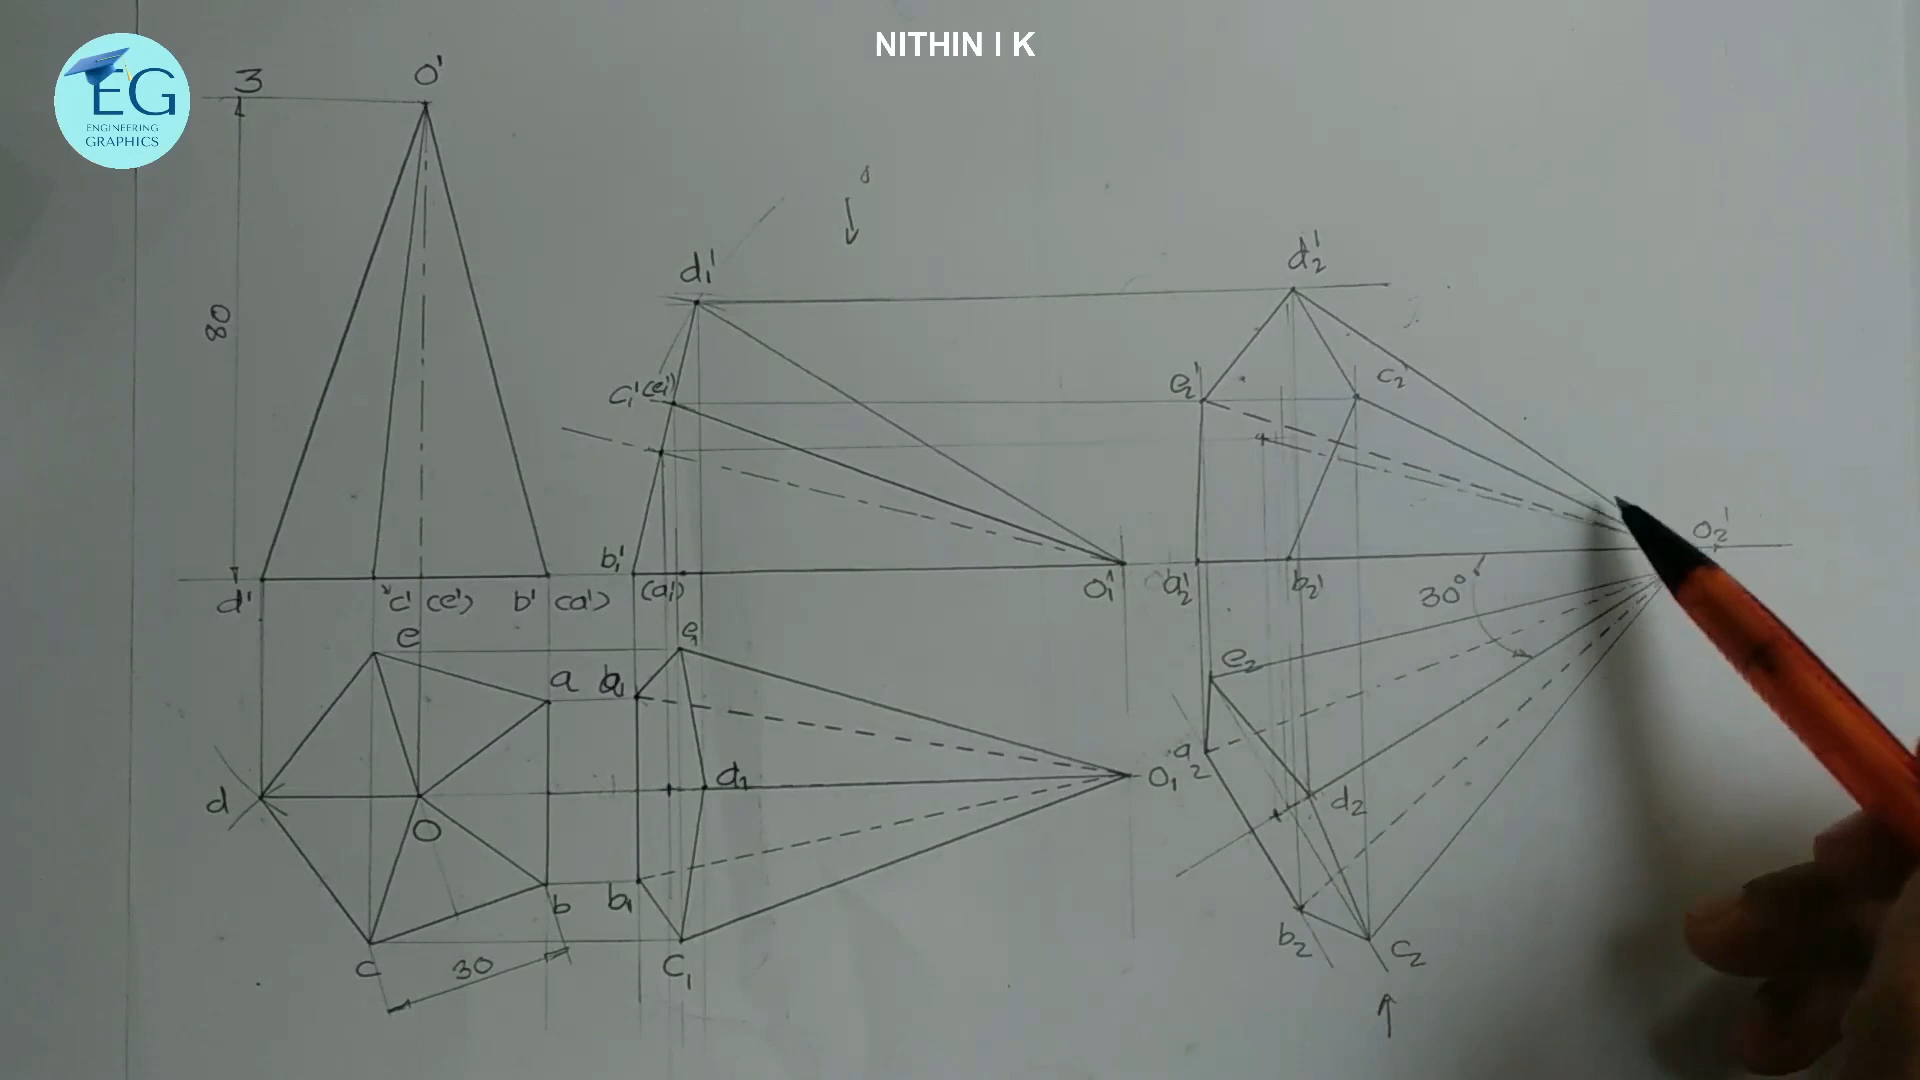 NITHIN I K
EG
ENGINEERING
GRAPHICS
3
o'
80
d'
c' (e')
b' (a')
e
a
d
O
b
c
30
d₁'
c₁' (e₁')
b₁'
(a₁')
o₁'
e₁
a₁
d₁
b₁
c₁
o₁
d₂'
e₂'
c₂'
a₂'
b₂'
o₂'
30°
e₂
a₂
d₂
b₂
c₂